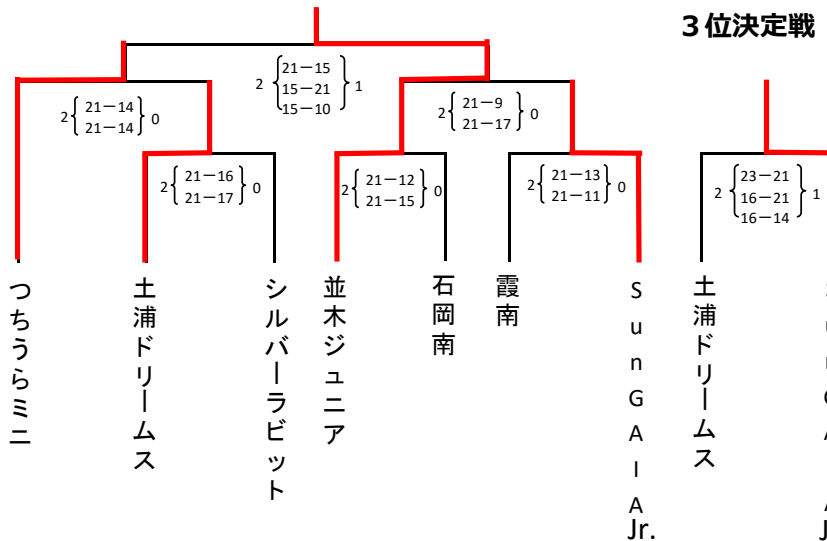 ３位決定戦
2 21－15 1
15－21
15－10
2 21－14 0
21－14
2 21－9 0
21－17
2 21－16 0
21－17
2 21－12 0
21－15
2 21－13 0
21－11
2 23－21 1
16－21
16－14
つちうらミニ
土浦ドリームス
シルバーラビット
並木ジュニア
石岡南
霞南
SunGAIA Jr.
土浦ドリームス